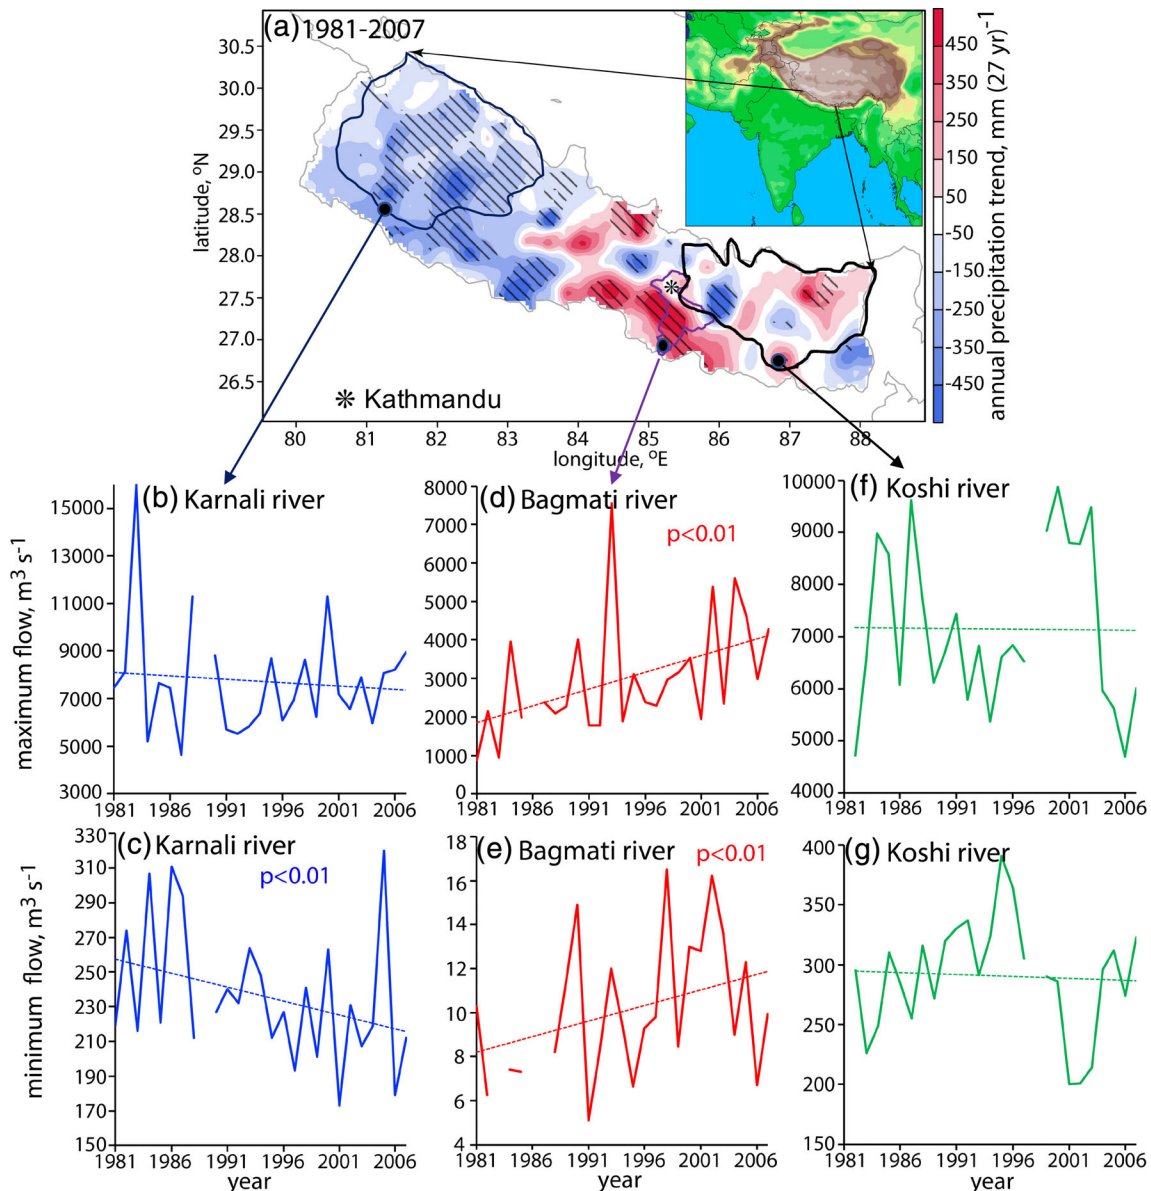 (a) 1981-2007
30.5
30.0
29.5
29.0
28.5
28.0
27.5
27.0
26.5
latitude, °N
❊ Kathmandu
80 81 82 83 84 85 86 87 88
longitude, °E
450
350
250
150
50
-50
-150
-250
-350
-450
annual precipitation trend, mm (27 yr)⁻¹
(b) Karnali river
15000
13000
11000
9000
7000
5000
3000
maximum flow, m³ s⁻¹
1981 1986 1991 1996 2001 2006
(d) Bagmati river
p<0.01
8000
7000
6000
5000
4000
3000
2000
1000
0
1981 1986 1991 1996 2001 2006
(f) Koshi river
10000
9000
8000
7000
6000
5000
4000
1981 1986 1991 1996 2001 2006
(c) Karnali river
p<0.01
330
310
290
270
250
230
210
190
170
150
minimum flow, m³ s⁻¹
1981 1986 1991 1996 2001 2006
year
(e) Bagmati river
p<0.01
18
16
14
12
10
8
6
4
1981 1986 1991 1996 2001 2006
year
(g) Koshi river
400
350
300
250
200
150
1981 1986 1991 1996 2001 2006
year